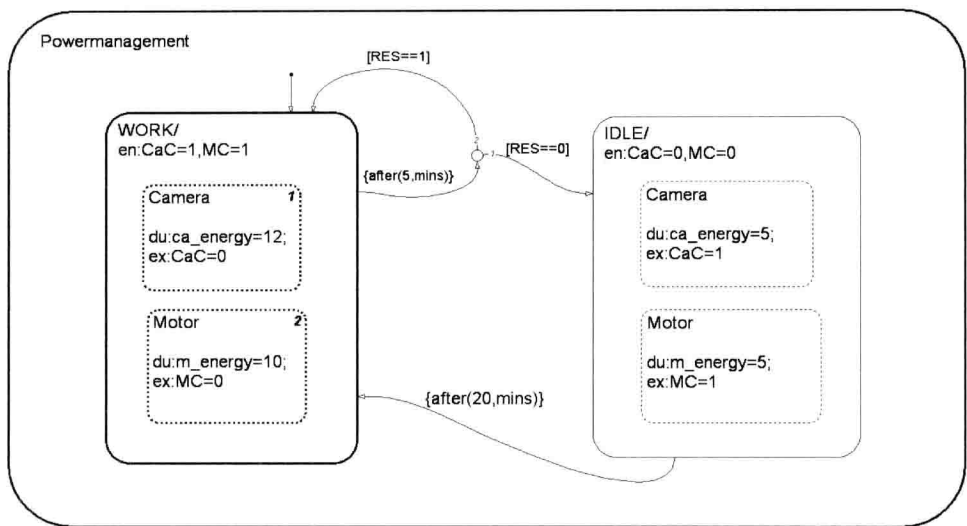 Powermanagement
[RES==1]
WORK/
en:CaC=1,MC=1
2
1
[RES==0]
IDLE/
en:CaC=0,MC=0
{after(5,mins)}
Camera
1
du:ca_energy=12;
ex:CaC=0
Camera
du:ca_energy=5;
ex:CaC=1
Motor
2
du:m_energy=10;
ex:MC=0
Motor
du:m_energy=5;
ex:MC=1
{after(20,mins)}